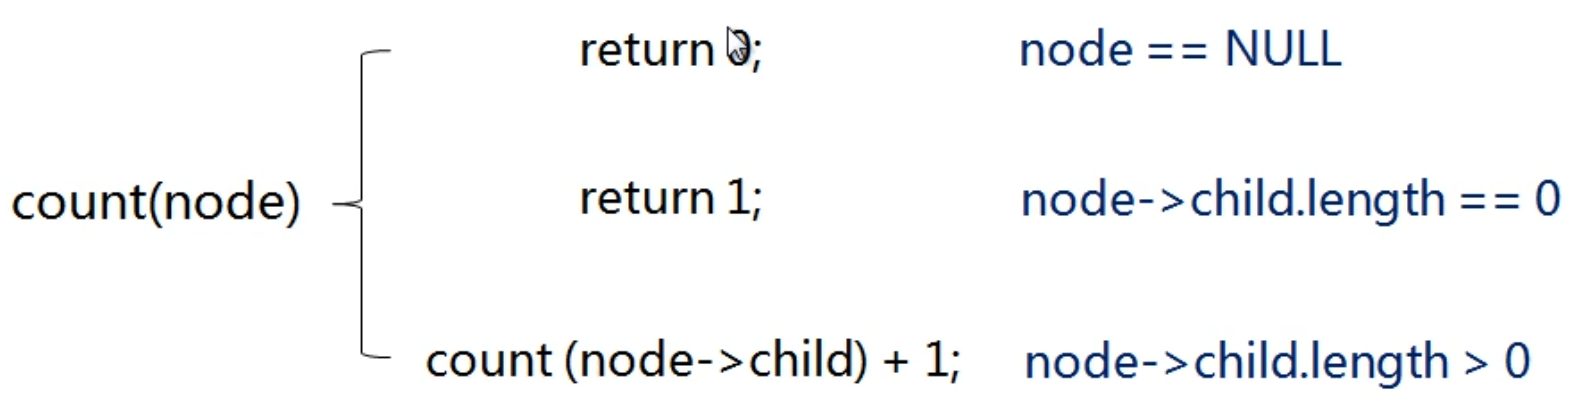 return 0; node == NULL
count(node) return 1; node->child.length == 0
count (node->child) + 1; node->child.length > 0